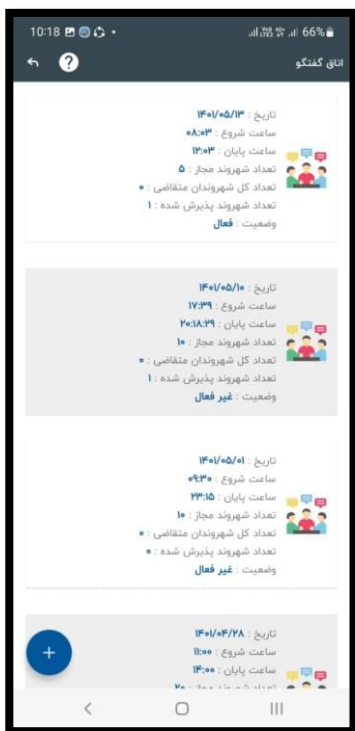 10:18 66%
اتاق گفتگو
تاریخ : ۱۴۰۱/۰۵/۱۳
ساعت شروع : ۰۸:۰۳
ساعت پایان : ۱۲:۰۳
تعداد شهروند مجاز : ۵
تعداد کل شهروندان متقاضی : ۰
تعداد شهروند پذیرش شده : ۱
وضعیت : فعال
تاریخ : ۱۴۰۱/۰۵/۱۰
ساعت شروع : ۱۷:۳۹
ساعت پایان : ۲۰:۱۸:۲۹
تعداد شهروند مجاز : ۱۰
تعداد کل شهروندان متقاضی : ۰
تعداد شهروند پذیرش شده : ۱
وضعیت : غیر فعال
تاریخ : ۱۴۰۱/۰۵/۰۱
ساعت شروع : ۰۹:۳۰
ساعت پایان : ۲۳:۱۵
تعداد شهروند مجاز : ۱۰
تعداد کل شهروندان متقاضی : ۰
تعداد شهروند پذیرش شده : ۰
وضعیت : غیر فعال
تاریخ : ۱۴۰۱/۰۴/۲۸
ساعت شروع : ۱۱:۰۰
ساعت پایان : ۱۴:۰۰
تعداد شهروند مجاز : ۲۰